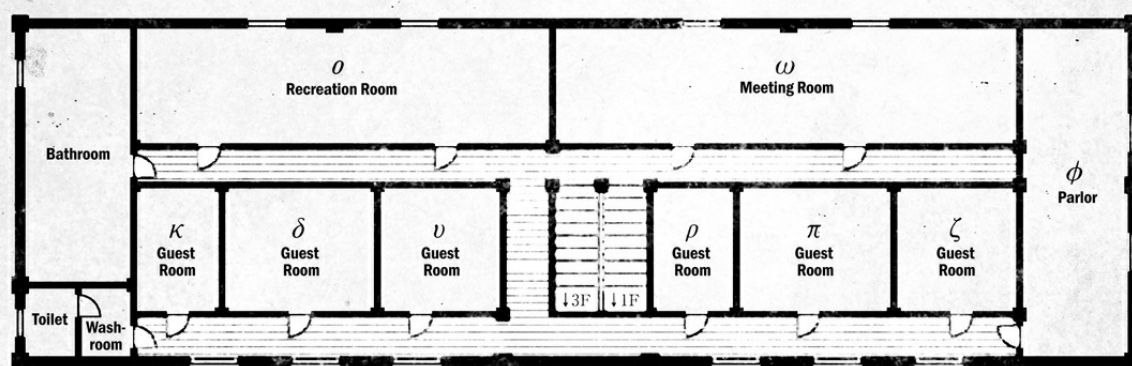 ο
Recreation Room
ω
Meeting Room
Bathroom
ϕ
Parlor
κ
Guest
Room
δ
Guest
Room
υ
Guest
Room
ρ
Guest
Room
π
Guest
Room
ζ
Guest
Room
↓3F
↓1F
Toilet
Wash-
room